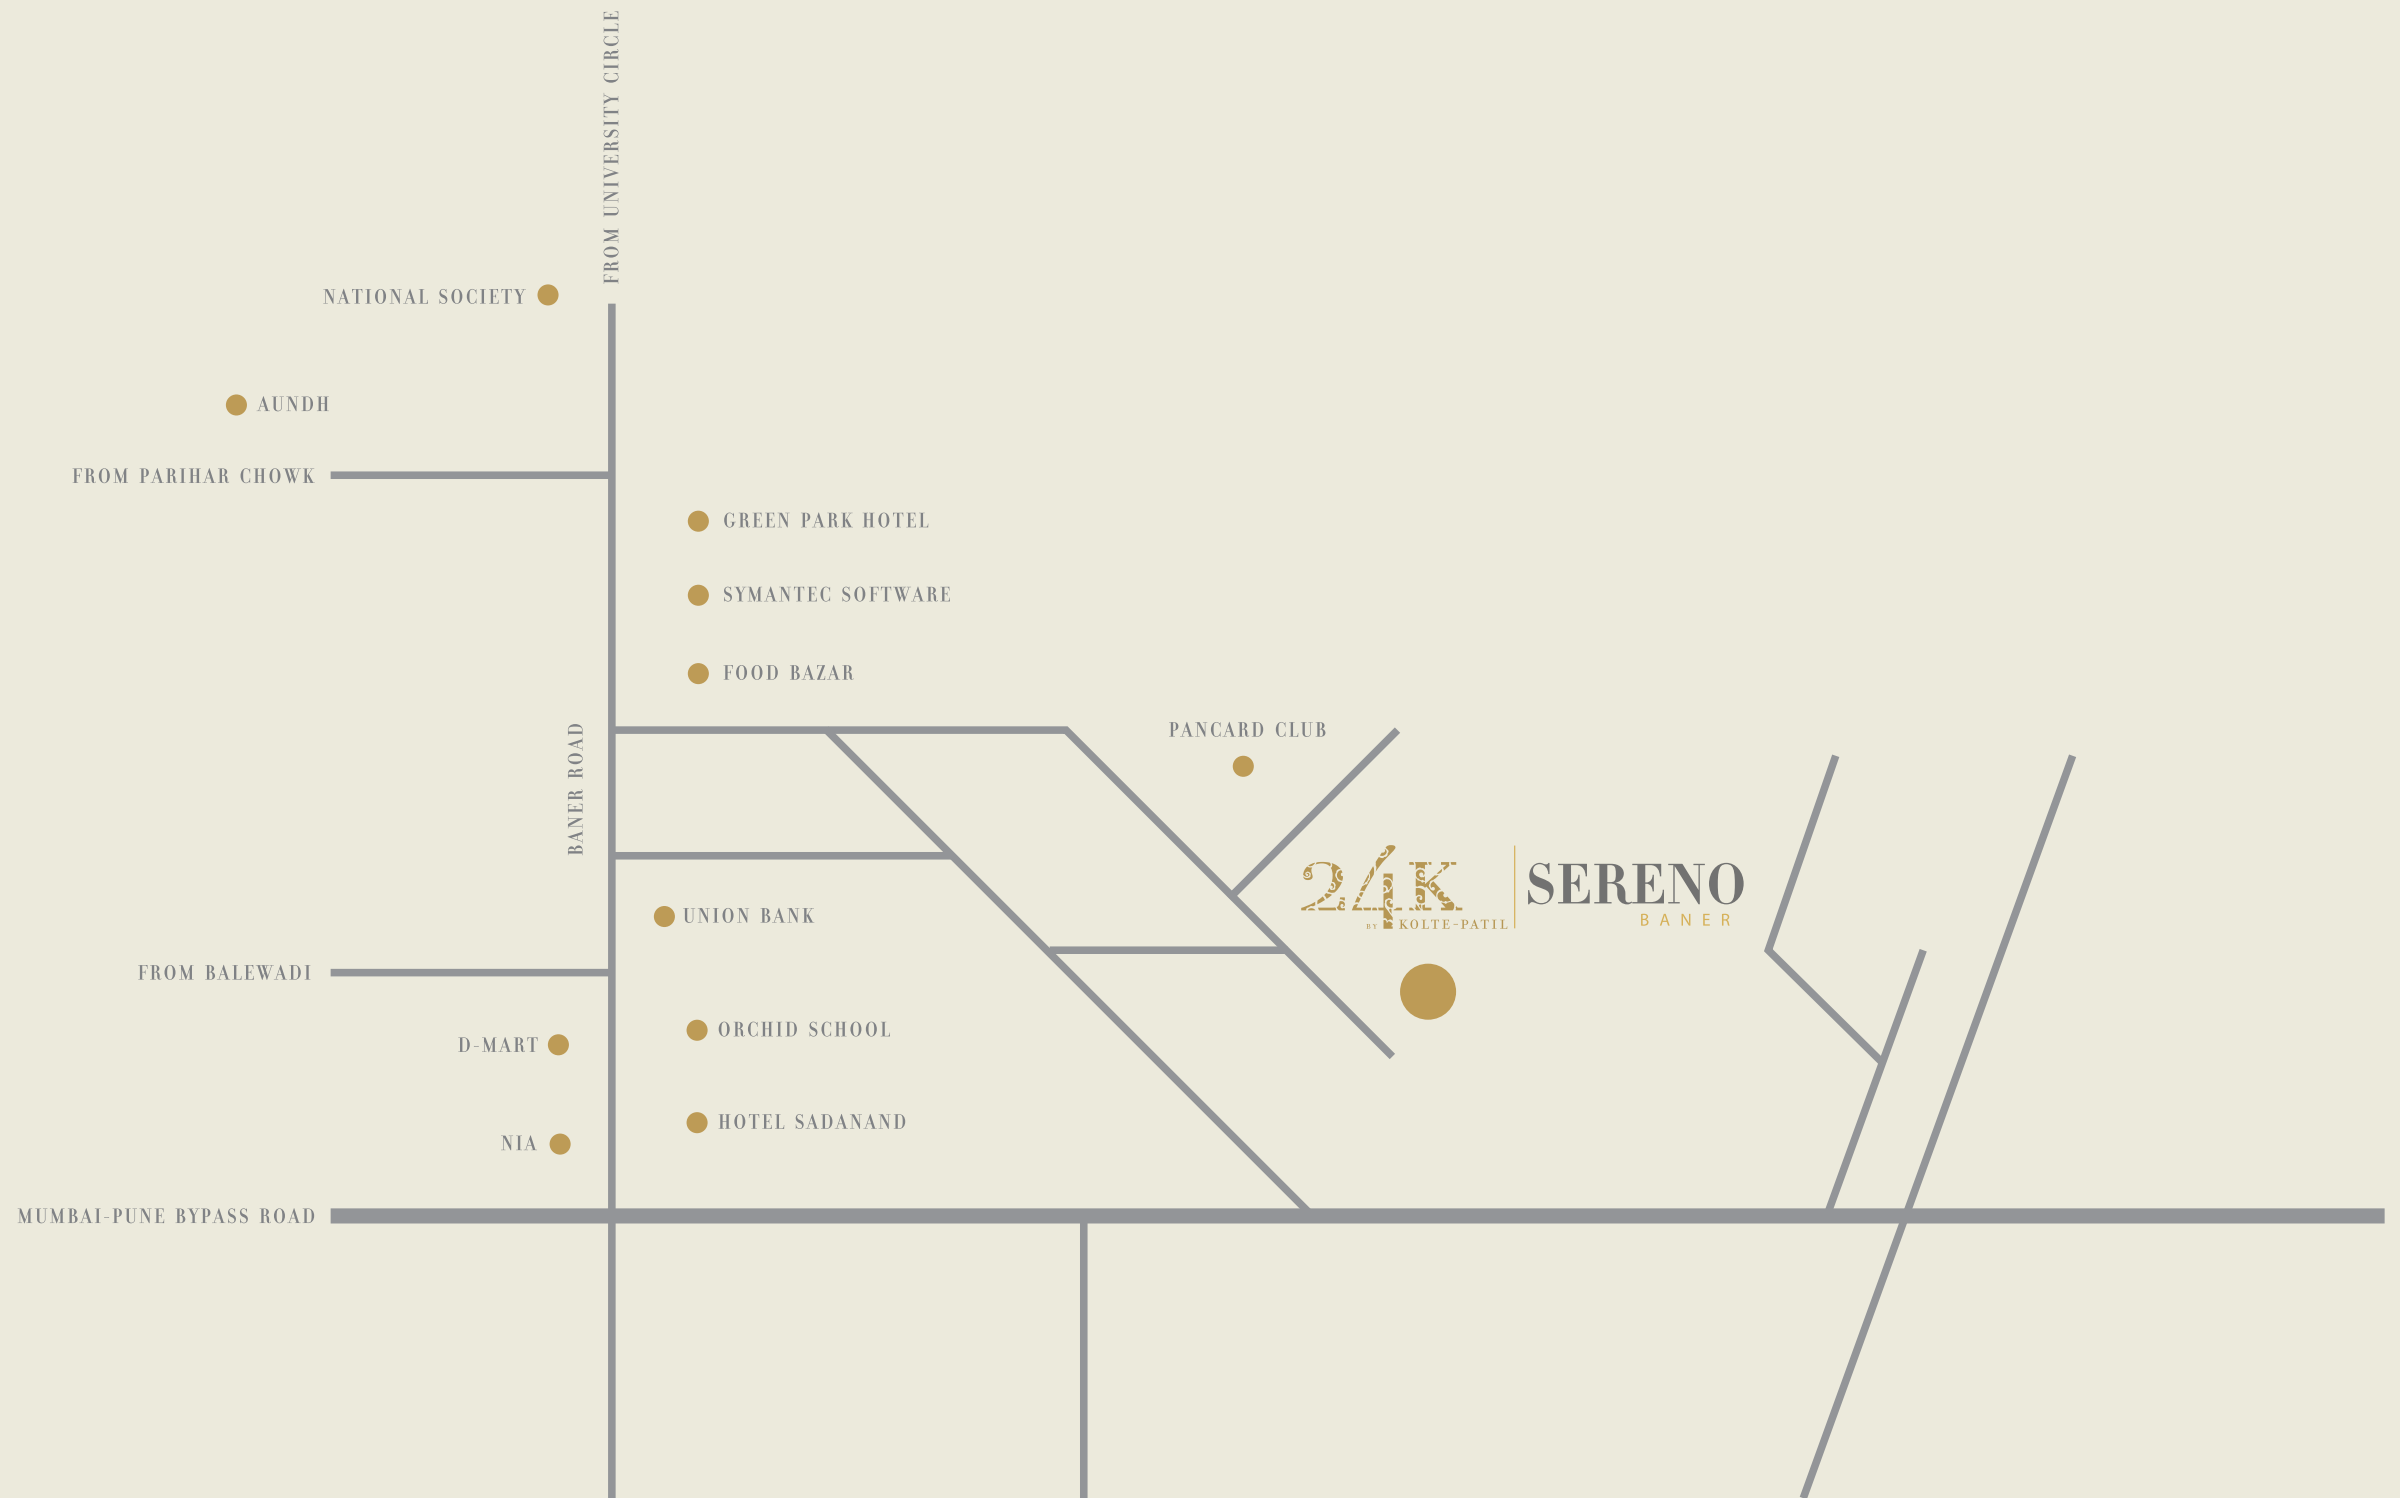 FROM UNIVERSITY CIRCLE
NATIONAL SOCIETY
AUNDH
FROM PARIHAR CHOWK
GREEN PARK HOTEL
SYMANTEC SOFTWARE
FOOD BAZAR
BANER ROAD
PANCARD CLUB
24K
BY KOLTE-PATIL
SERENO
BANER
UNION BANK
FROM BALEWADI
ORCHID SCHOOL
D-MART
HOTEL SADANAND
NIA
MUMBAI-PUNE BYPASS ROAD